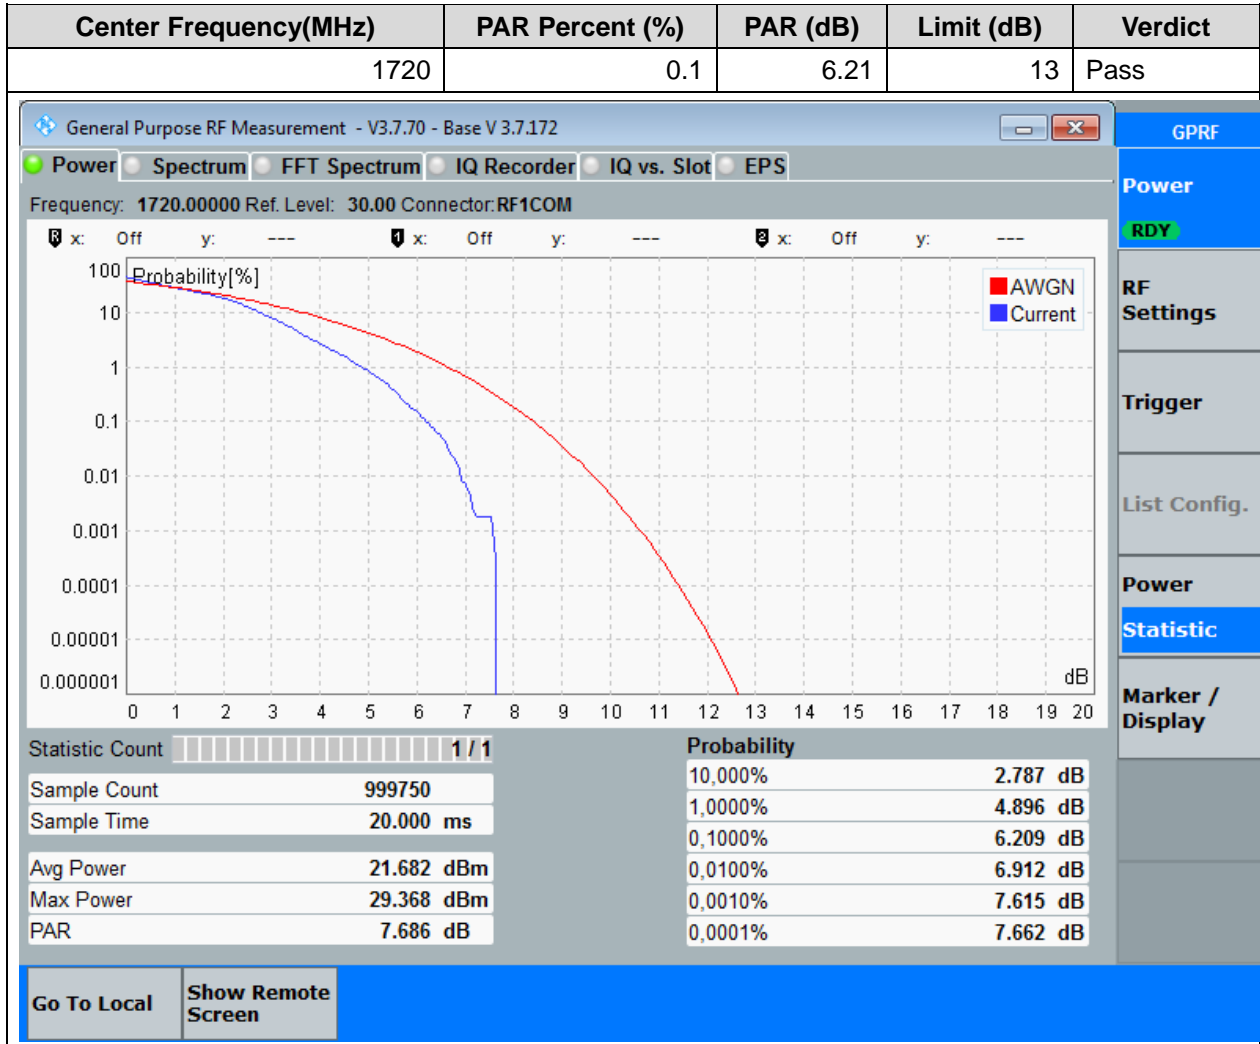 Center Frequency(MHz) PAR Percent (%) PAR (dB) Limit (dB) Verdict
1720 0.1 6.21 13 Pass
General Purpose RF Measurement - V3.7.70 - Base V 3.7.172
GPRF
Power Spectrum FFT Spectrum IQ Recorder IQ vs. Slot EPS
Power
RDY
Frequency: 1720.00000 Ref. Level: 30.00 Connector: RF1COM
R x: Off y: --- 1 x: Off y: --- 2 x: Off y: ---
Probability[%]
AWGN
Current
100
10
1
0.1
0.01
0.001
0.0001
0.00001
0.000001
dB
0 1 2 3 4 5 6 7 8 9 10 11 12 13 14 15 16 17 18 19 20
RF
Settings
Trigger
List Config.
Power
Statistic
Marker /
Display
Statistic Count 1 / 1
Sample Count 999750
Sample Time 20.000 ms
Avg Power 21.682 dBm
Max Power 29.368 dBm
PAR 7.686 dB
Probability
10,000% 2.787 dB
1,0000% 4.896 dB
0,1000% 6.209 dB
0,0100% 6.912 dB
0,0010% 7.615 dB
0,0001% 7.662 dB
Go To Local
Show Remote
Screen